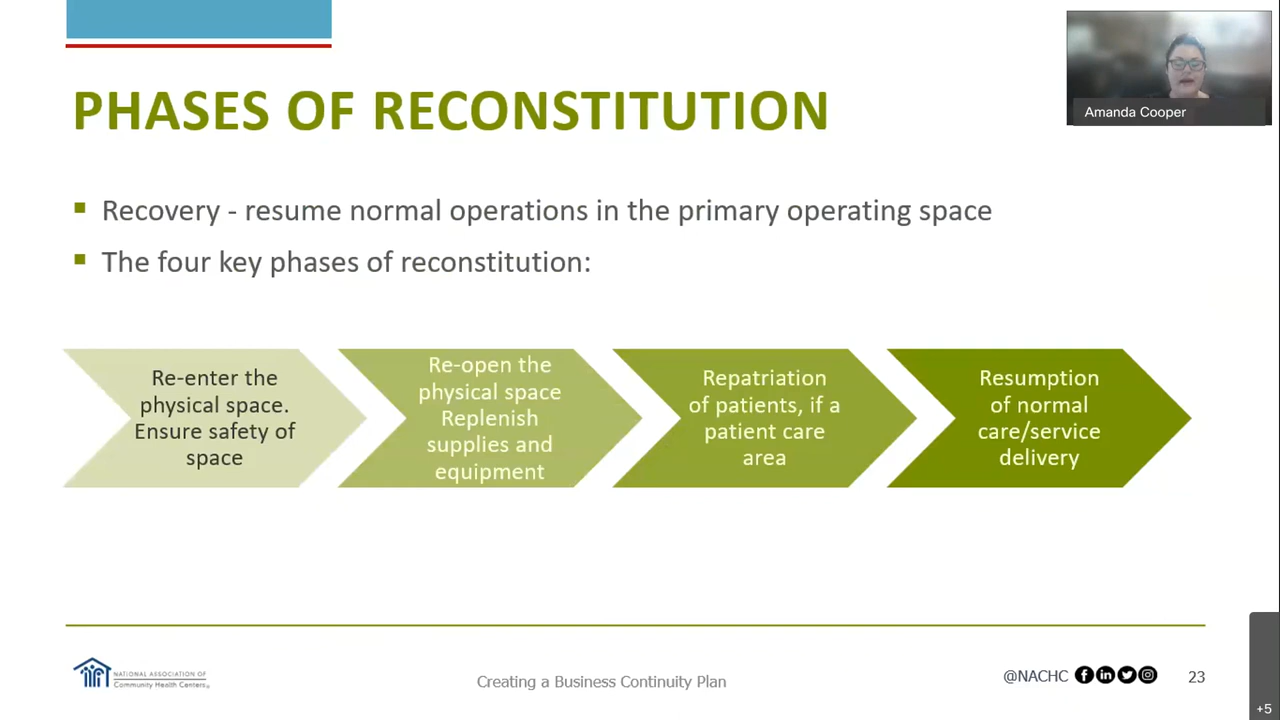 Amanda Cooper
PHASES OF RECONSTITUTION
Recovery - resume normal operations in the primary operating space
The four key phases of reconstitution:
Re-enter the
physical space.
Ensure safety of
space
Re-open the
physical space
Replenish
supplies and
equipment
Repatriation
of patients, if a
patient care
area
Resumption
of normal
care/service
delivery
NATIONAL ASSOCIATION OF
Community Health Centers®
Creating a Business Continuity Plan
@NACHC
23
+5